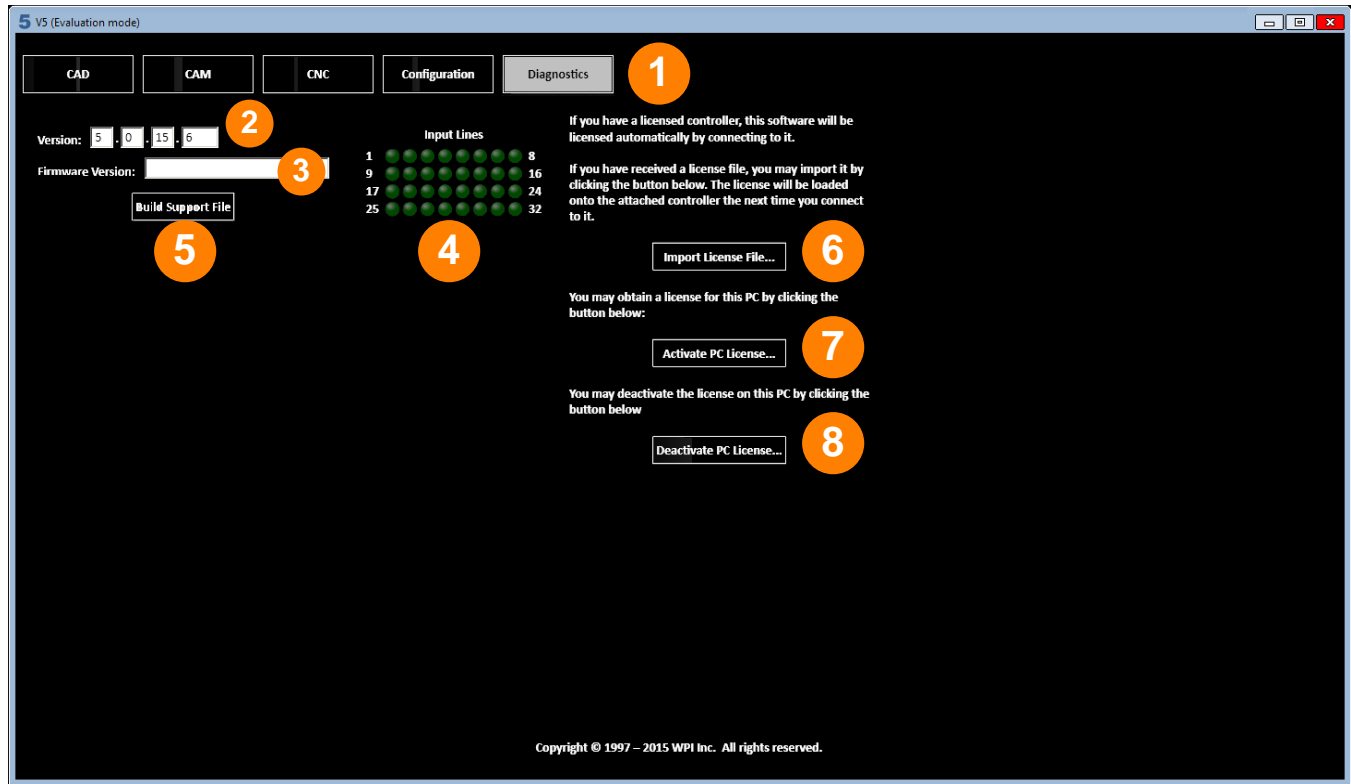 5 V5 (Evaluation mode)
CAD CAM CNC Configuration Diagnostics 1
Version: 5 . 0 . 15 . 6 2
Firmware Version: 3
Build Support File
5
Input Lines
1 8
9 16
17 24
25 32
4
If you have a licensed controller, this software will be
licensed automatically by connecting to it.
If you have received a license file, you may import it by
clicking the button below. The license will be loaded
onto the attached controller the next time you connect
to it.
Import License File... 6
You may obtain a license for this PC by clicking the
button below:
Activate PC License... 7
You may deactivate the license on this PC by clicking the
button below
Deactivate PC License... 8
Copyright © 1997 – 2015 WPI Inc. All rights reserved.